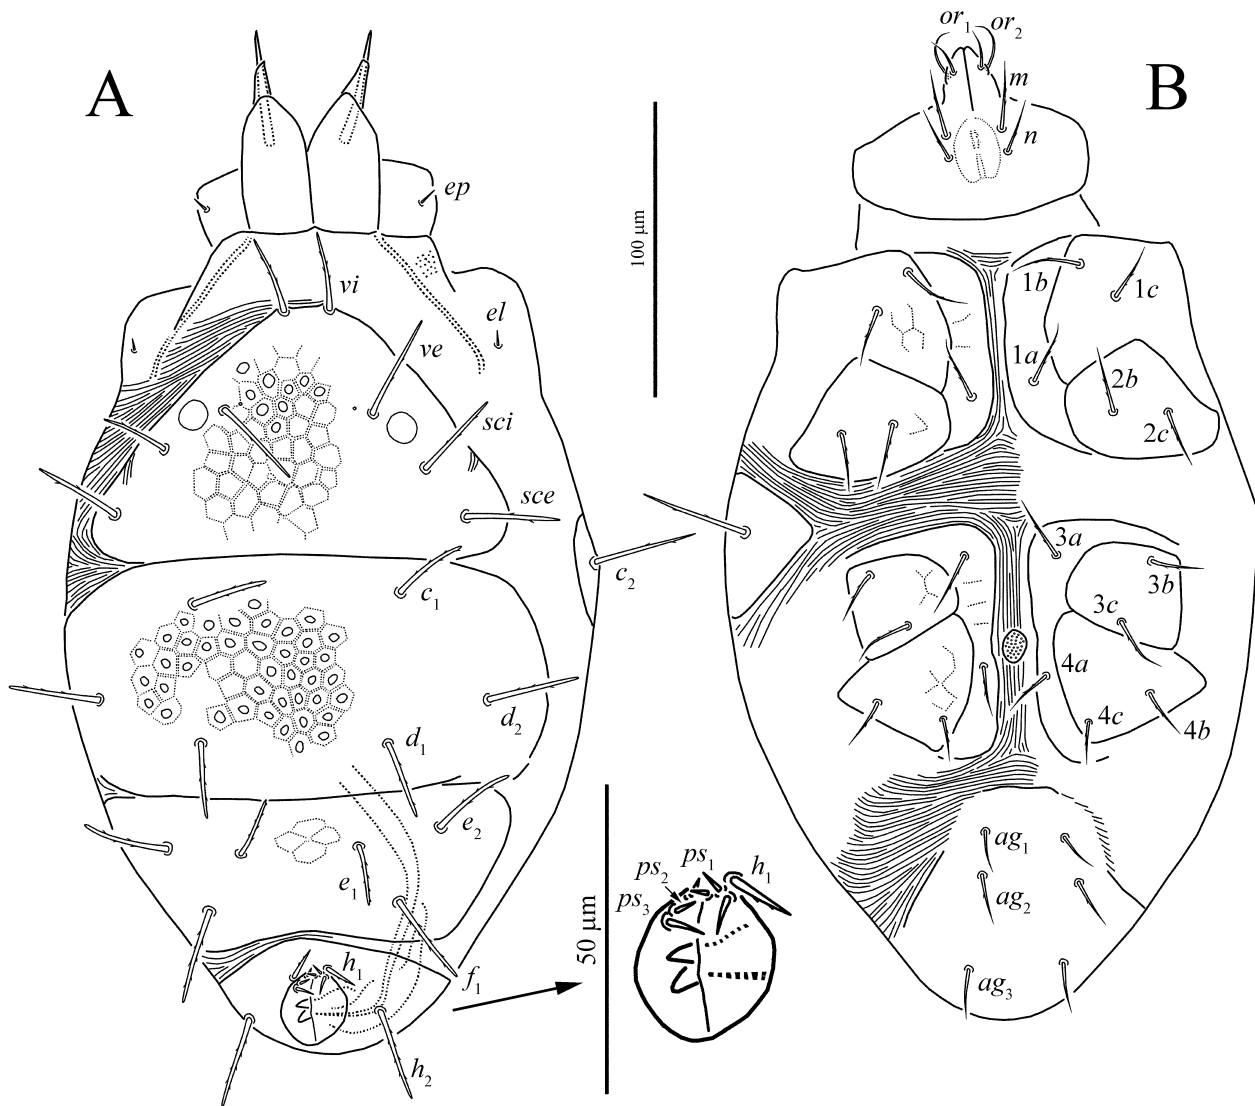 A
ep
vi
el
ve
sci
sce
c1
c2
d1
d2
e2
e1
f1
h1
h2
100 μm
50 μm
ps1
ps2
ps3
h1
B
or1
or2
m
n
1b
1c
1a
2b
2c
3a
3b
3c
4a
4c
4b
ag1
ag2
ag3